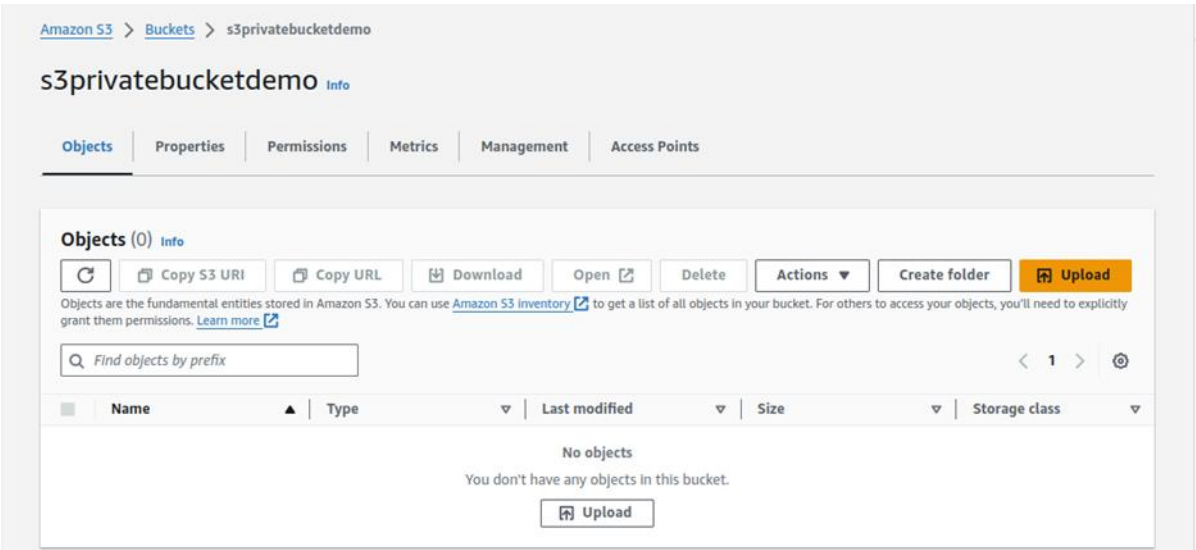 Amazon S3 > Buckets > s3privatebucketdemo
s3privatebucketdemo Info
Objects Properties Permissions Metrics Management Access Points
Objects (0) Info
Copy S3 URI Copy URL Download Open Delete Actions Create folder Upload
Objects are the fundamental entities stored in Amazon S3. You can use Amazon S3 inventory to get a list of all objects in your bucket. For others to access your objects, you'll need to explicitly
grant them permissions. Learn more
Find objects by prefix < 1 >
Name Type Last modified Size Storage class
No objects
You don't have any objects in this bucket.
Upload